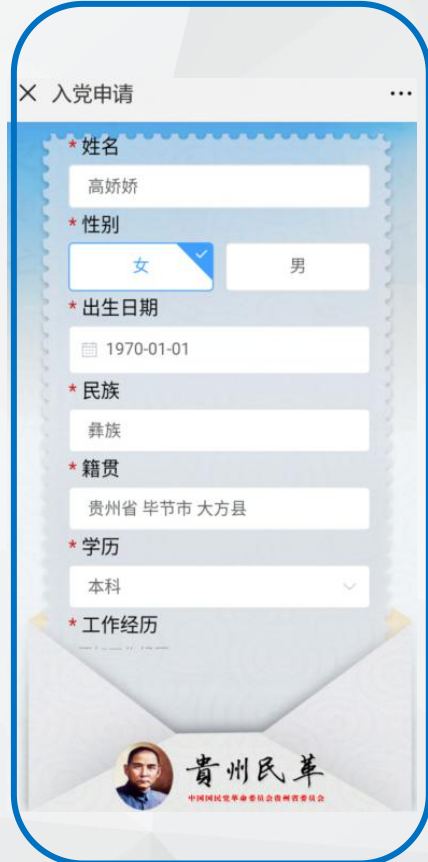 入党申请
* 姓名
高娇娇
* 性别
女 男
* 出生日期
1970-01-01
* 民族
彝族
* 籍贯
贵州省 毕节市 大方县
* 学历
本科
* 工作经历
貴州民革
中国国民党革命委员会贵州省委员会